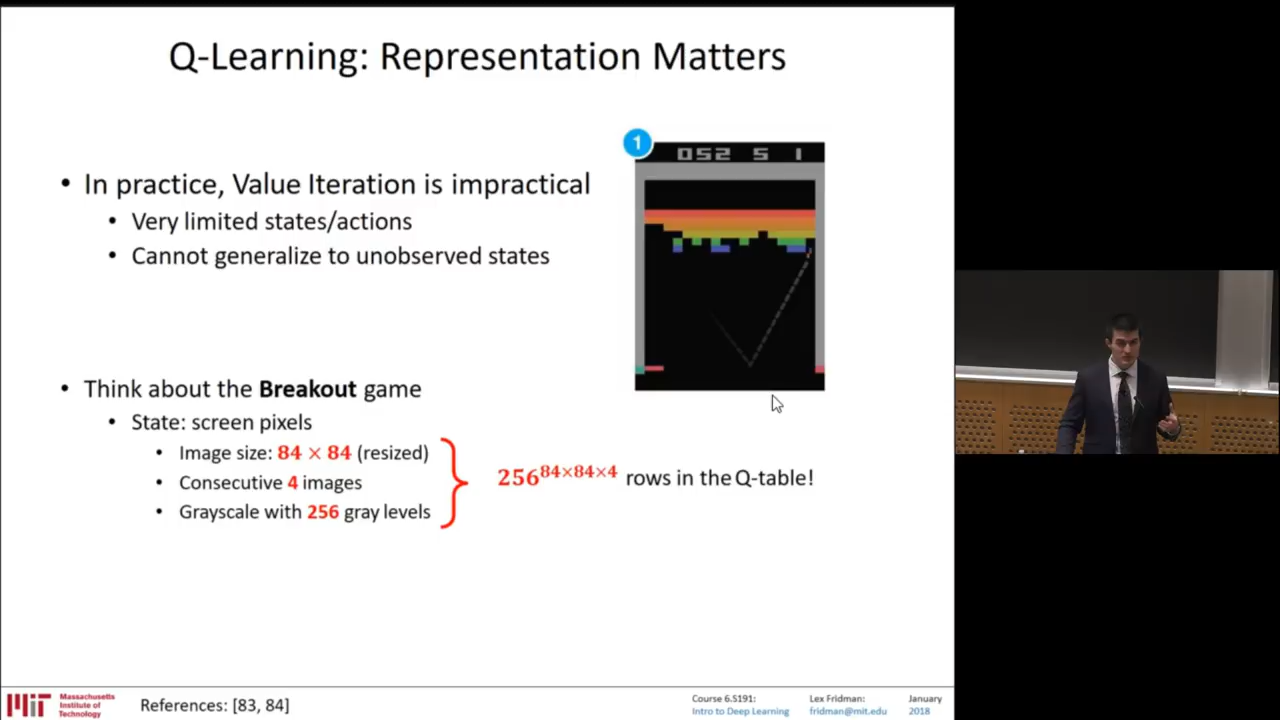 Q-Learning: Representation Matters
• In practice, Value Iteration is impractical
• Very limited states/actions
• Cannot generalize to unobserved states
1
052 5 1
• Think about the Breakout game
• State: screen pixels
• Image size: 84 × 84 (resized)
• Consecutive 4 images
• Grayscale with 256 gray levels
256^84×84×4 rows in the Q-table!
Massachusetts
Institute of
Technology
References: [83, 84]
Course 6.S191:
Intro to Deep Learning
Lex Fridman:
fridman@mit.edu
January
2018